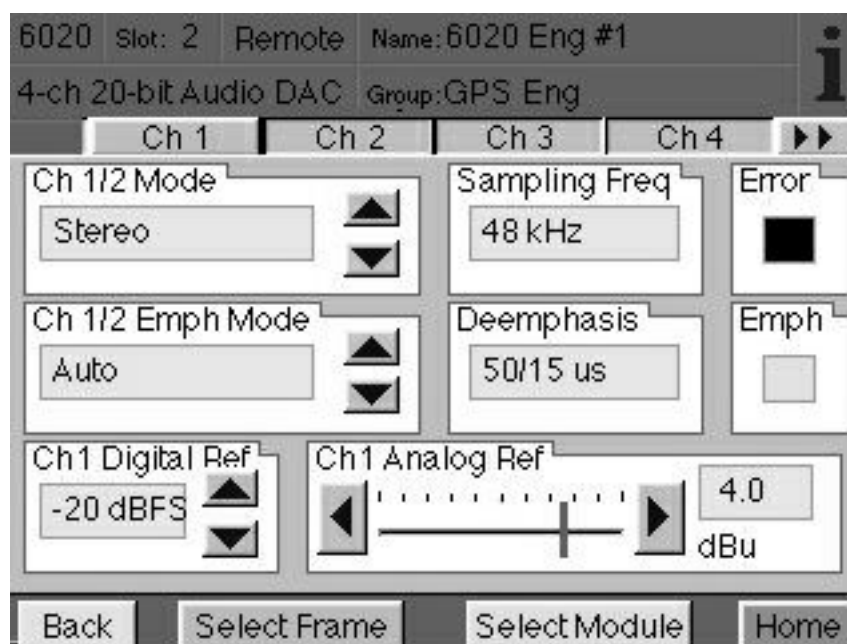 6020 Slot: 2 Remote Name: 6020 Eng #1
4-ch 20-bit Audio DAC Group: GPS Eng
i
Ch 1 Ch 2 Ch 3 Ch 4
Ch 1/2 Mode Sampling Freq Error
Stereo 48 kHz
Ch 1/2 Emph Mode Deemphasis Emph
Auto 50/15 us
Ch1 Digital Ref Ch1 Analog Ref
-20 dBFS 4.0
dBu
Back Select Frame Select Module Home